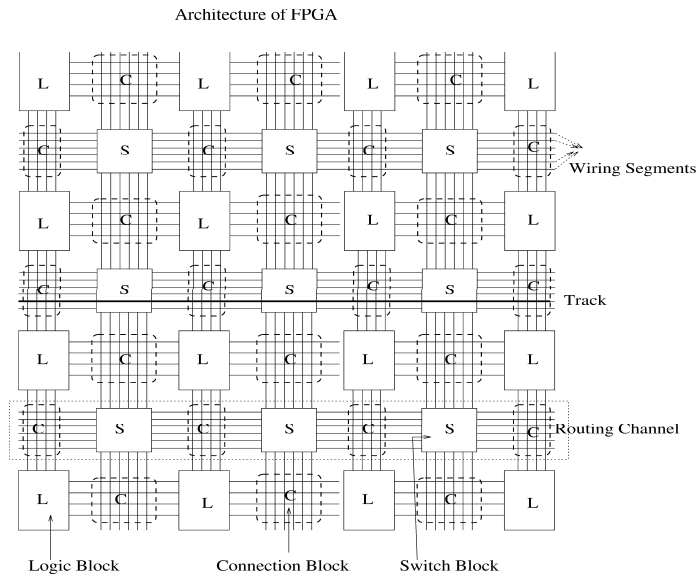 Architecture of FPGA
L C L C L C L
C S C S C S C
Wiring Segments
L C L C L C L
C S C S C S C
Track
L C L C L C L
C S C S C S C
Routing Channel
L C L C L C L
Logic Block Connection Block Switch Block